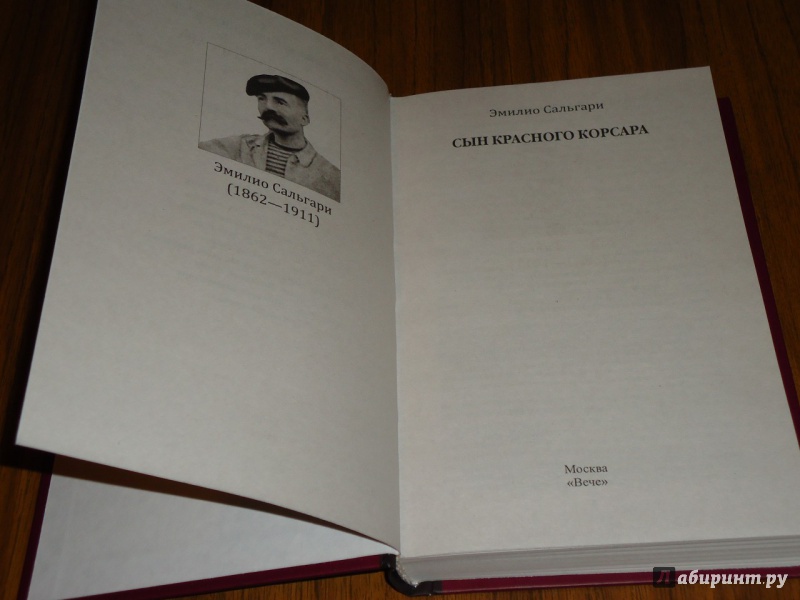 Эмилио Сальгари
(1862—1911)
Эмилио Сальгари
СЫН КРАСНОГО КОРСАРА
Москва
«Вече»
Лабиринт.ру